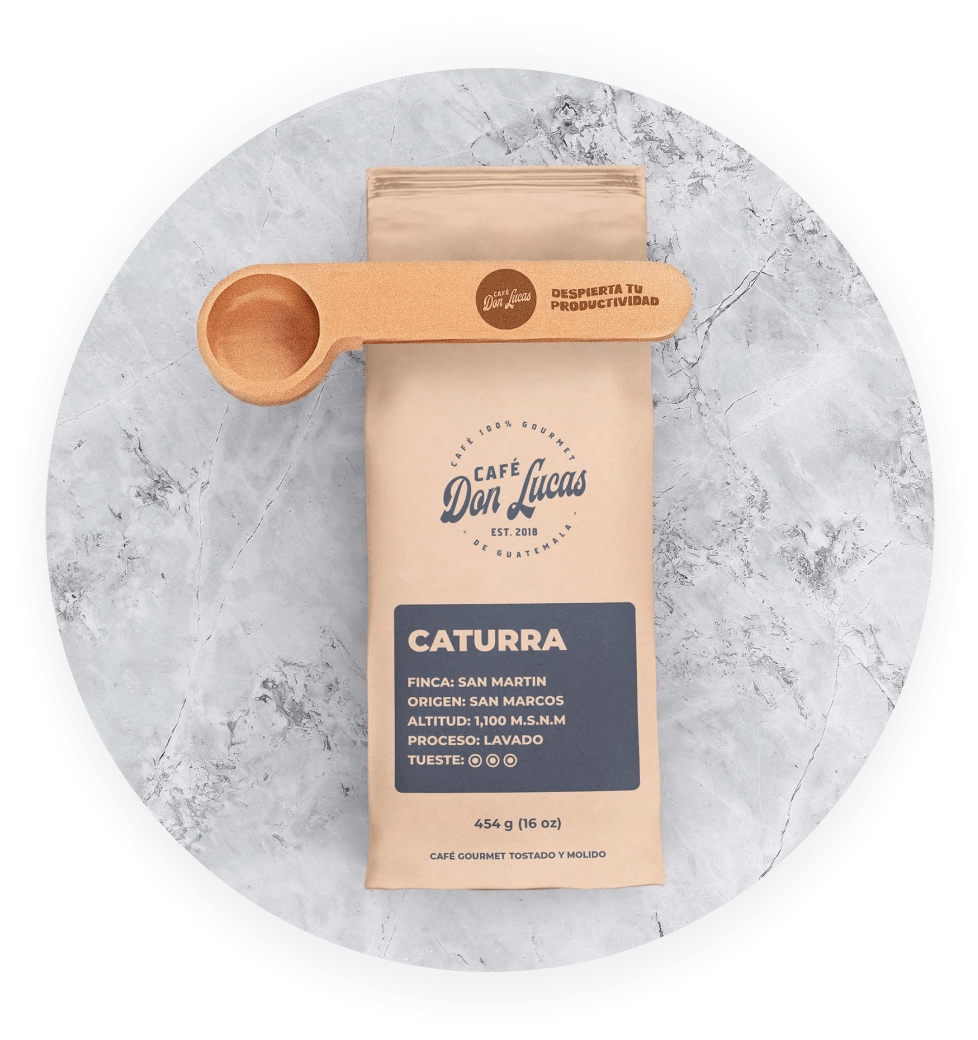 CAFÉ
Don Lucas
DESPIERTA TU
PRODUCTIVIDAD
CAFÉ 100% GOURMET
CAFÉ
Don Lucas
EST. 2018
- DE GUATEMALA -
CATURRA
FINCA: SAN MARTIN
ORIGEN: SAN MARCOS
ALTITUD: 1,100 M.S.N.M
PROCESO: LAVADO
TUESTE:
454 g (16 oz)
CAFÉ GOURMET TOSTADO Y MOLIDO